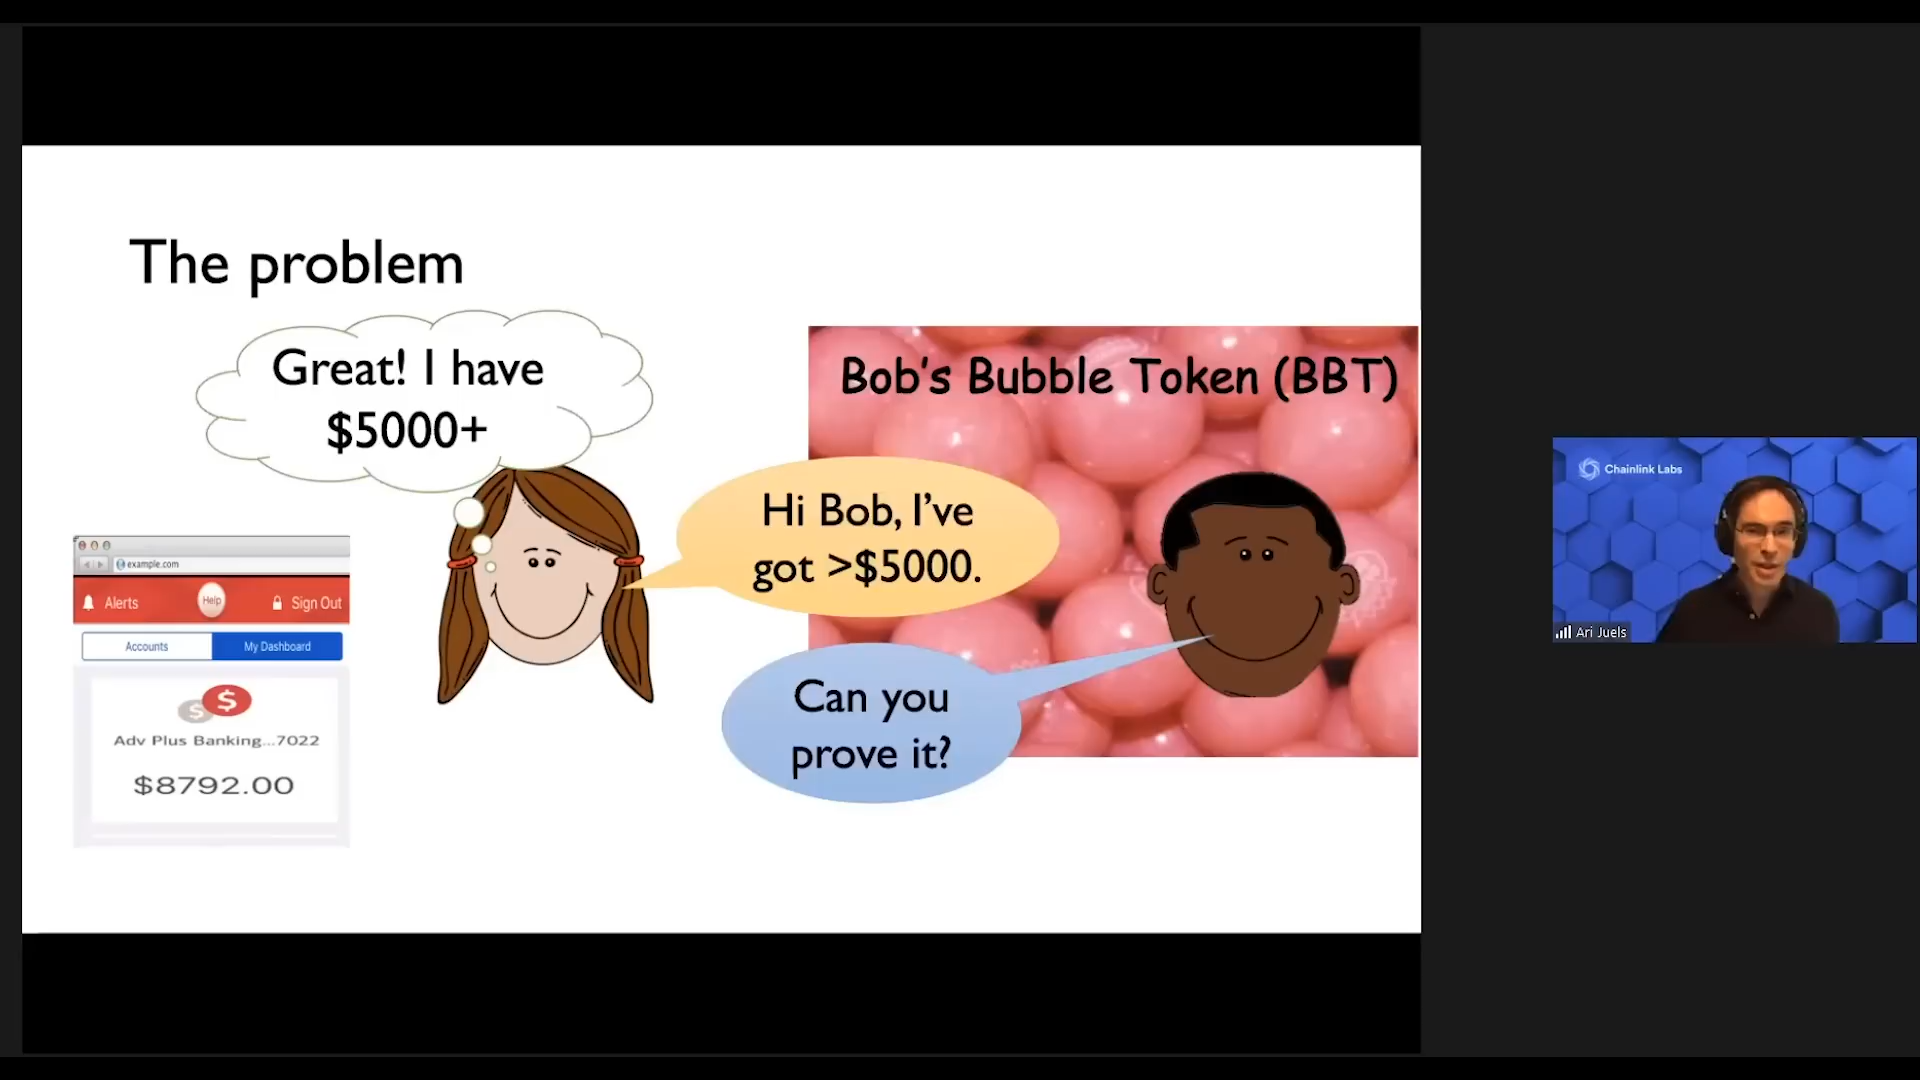 The problem
Great! I have
$5000+
Bob's Bubble Token (BBT)
Hi Bob, I've
got >$5000.
Can you
prove it?
example.com
Alerts
Help
Sign Out
Accounts
My Dashboard
$
$
Adv Plus Banking...7022
$8792.00
Chainlink Labs
Ari Juels